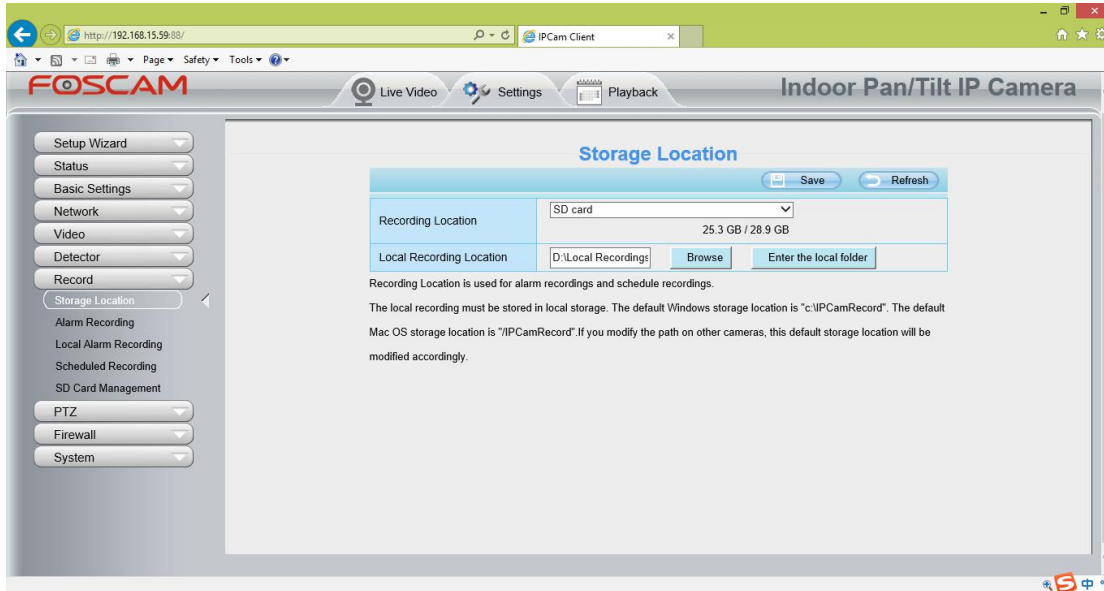 http://192.168.15.59:88/
IPCam Client
Page Safety Tools
FOSCAM
Live Video Settings Playback
Indoor Pan/Tilt IP Camera
Setup Wizard
Status
Basic Settings
Network
Video
Detector
Record
Storage Location
Alarm Recording
Local Alarm Recording
Scheduled Recording
SD Card Management
PTZ
Firewall
System
Storage Location
Save Refresh
Recording Location SD card
25.3 GB / 28.9 GB
Local Recording Location D:\Local Recordings Browse Enter the local folder
Recording Location is used for alarm recordings and schedule recordings.
The local recording must be stored in local storage. The default Windows storage location is "c:\IPCamRecord". The default
Mac OS storage location is "/IPCamRecord".If you modify the path on other cameras, this default storage location will be
modified accordingly.
中